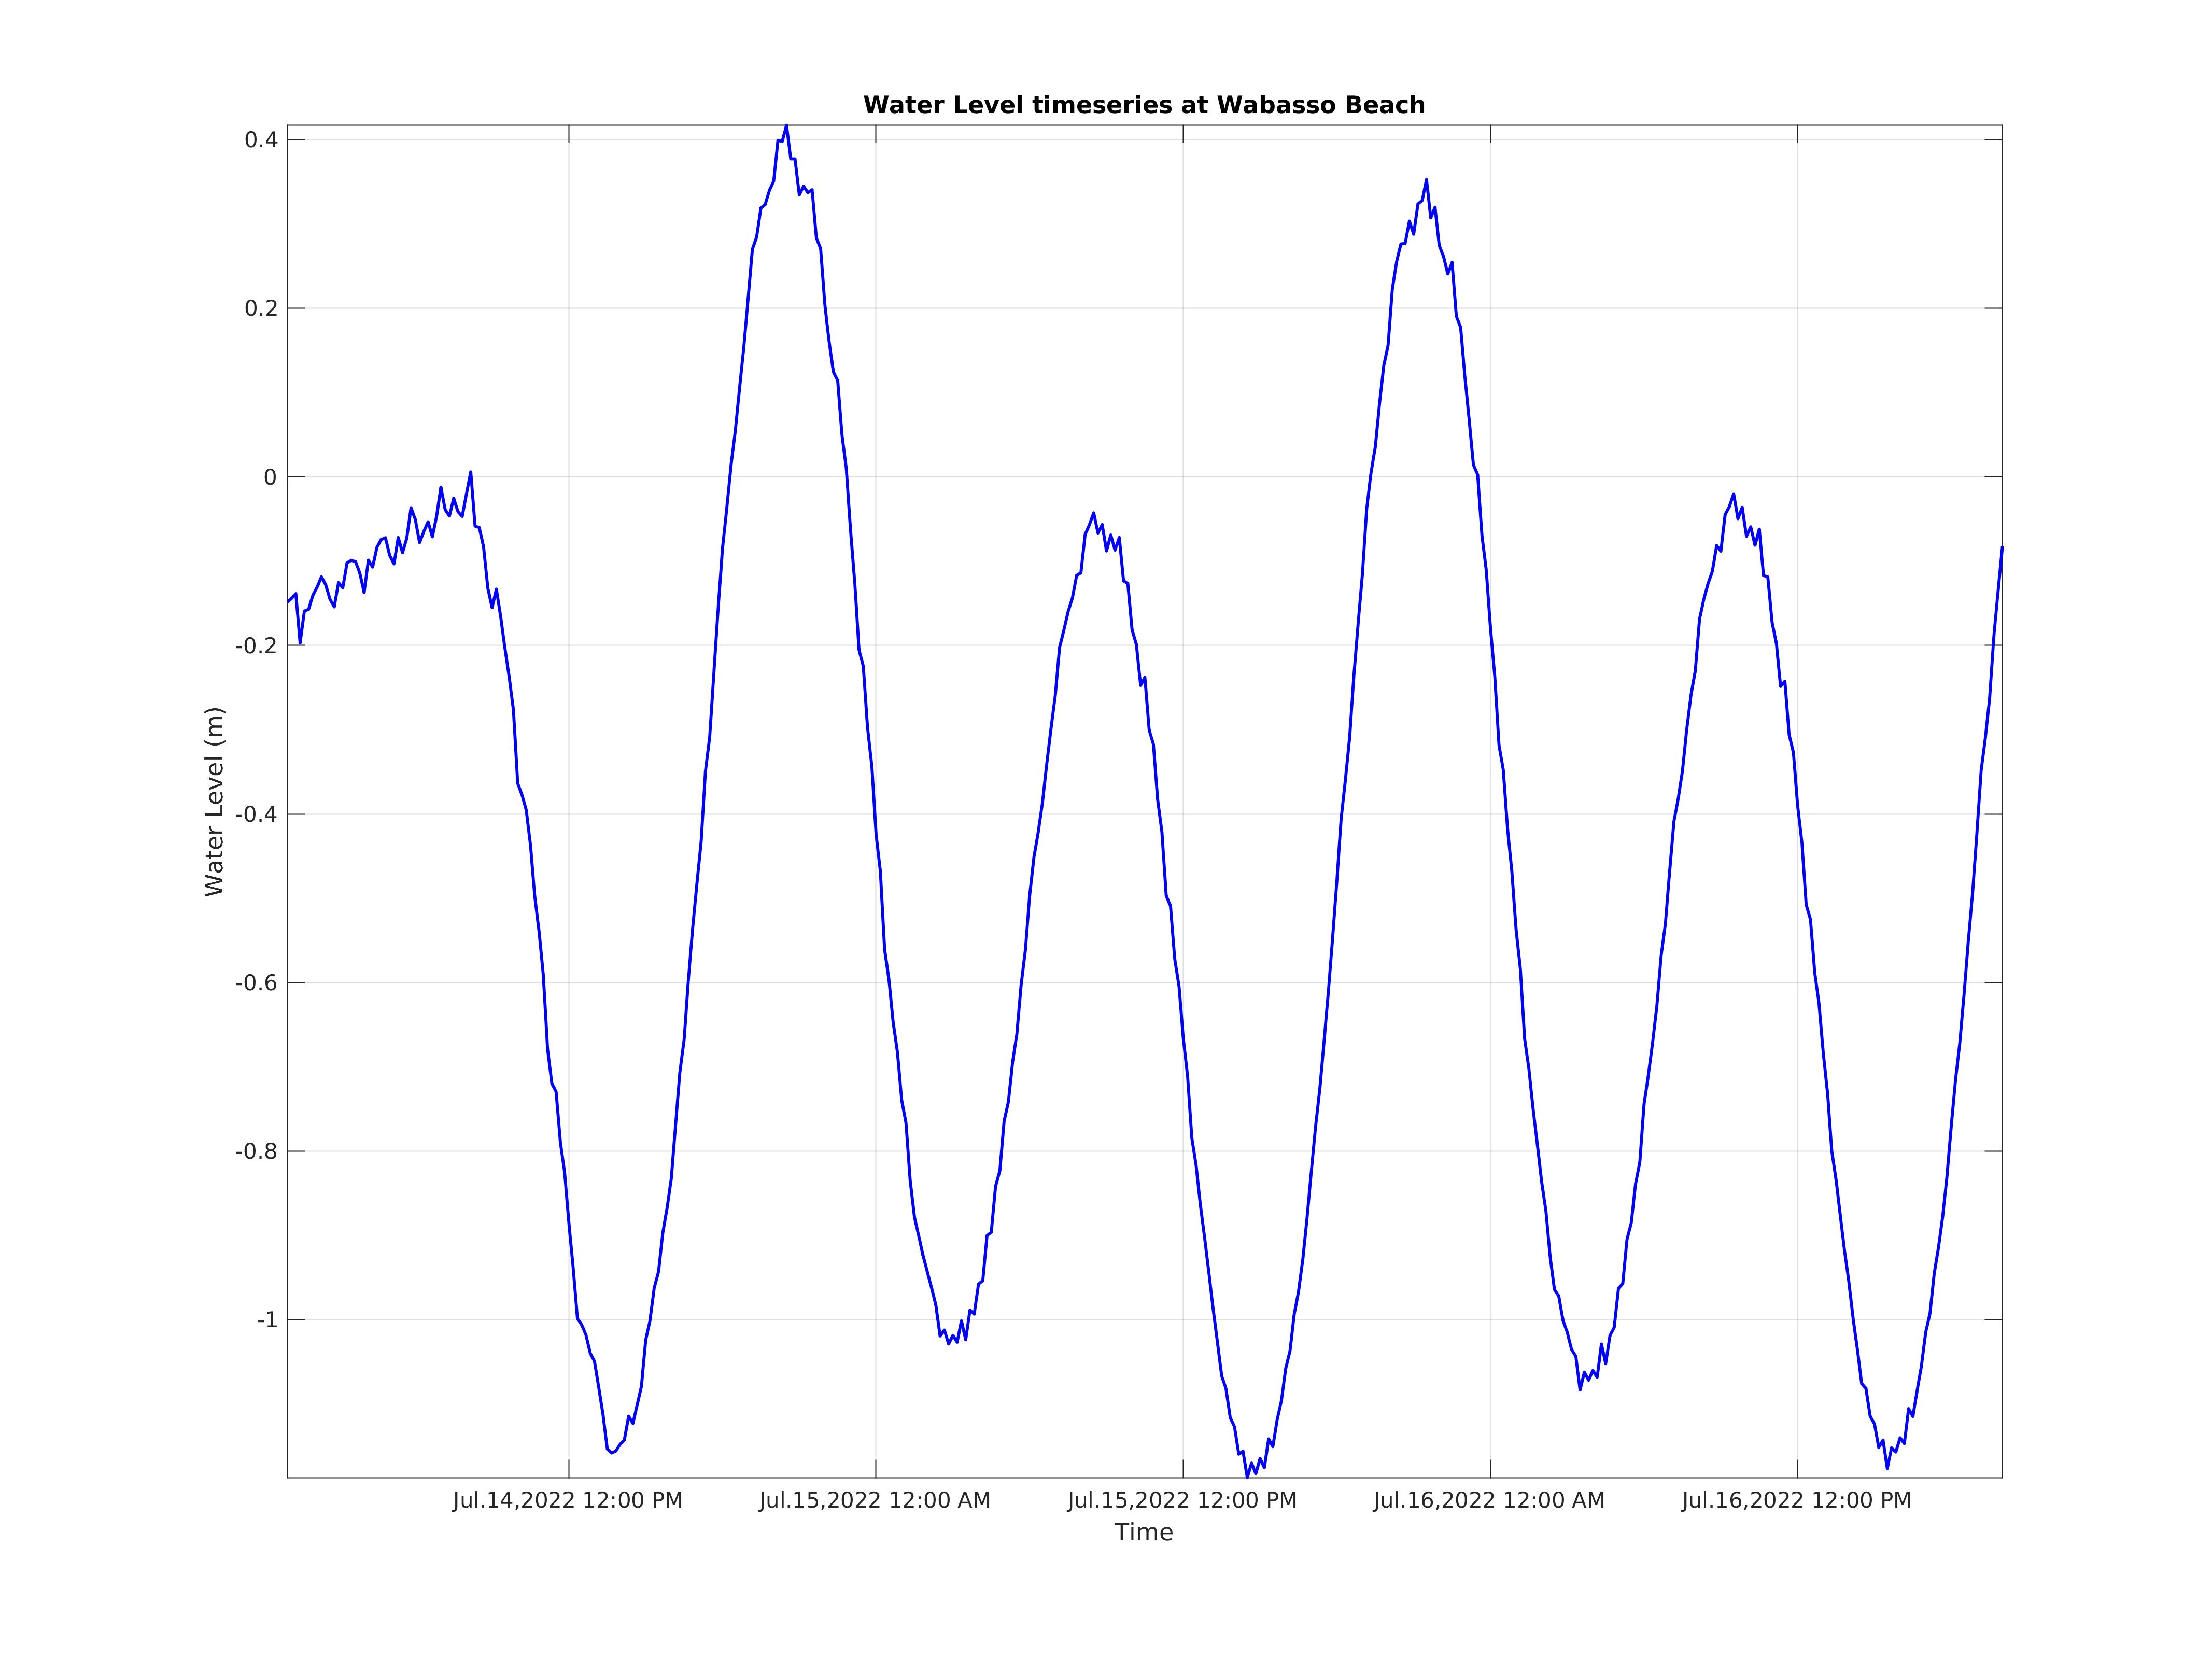 Water Level timeseries at Wabasso Beach
0.4
0.2
0
-0.2
-0.4
-0.6
-0.8
-1
Water Level (m)
Jul.14,2022 12:00 PM
Jul.15,2022 12:00 AM
Jul.15,2022 12:00 PM
Jul.16,2022 12:00 AM
Jul.16,2022 12:00 PM
Time